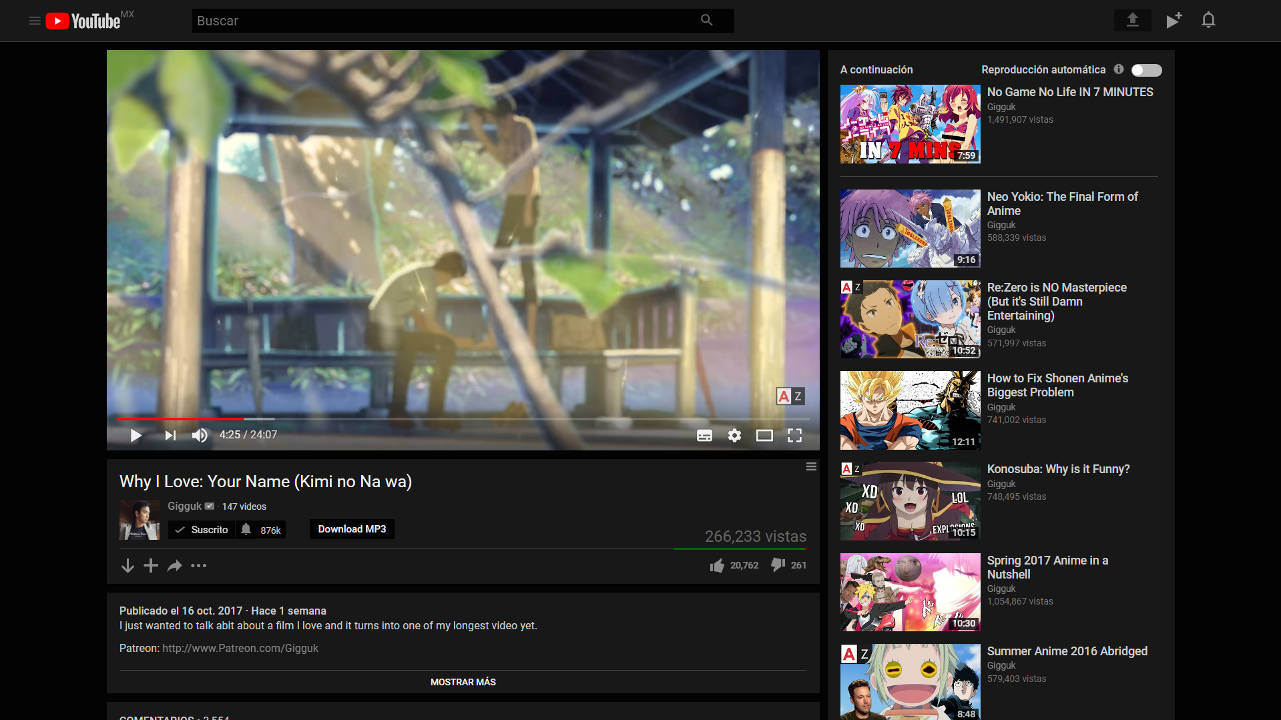 YouTube MX
Buscar
A Z
4:25 / 24:07
Why I Love: Your Name (Kimi no Na wa)
Gigguk · 147 videos
Suscrito 876k
Download MP3
266,233 vistas
20,762 261
Publicado el 16 oct. 2017 · Hace 1 semana
I just wanted to talk abit about a film I love and it turns into one of my longest video yet.
Patreon: http://www.Patreon.com/Gigguk
MOSTRAR MÁS
COMENTARIOS • 3,554
A continuación
Reproducción automática
IN 7 MINS
7:59
No Game No Life IN 7 MINUTES
Gigguk
1,491,907 vistas
9:16
Neo Yokio: The Final Form of
Anime
Gigguk
588,339 vistas
A Z
10:52
Re:Zero is NO Masterpiece
(But it's Still Damn
Entertaining)
Gigguk
571,997 vistas
12:11
How to Fix Shonen Anime's
Biggest Problem
Gigguk
741,002 vistas
A Z
XD
LOL
XD
XD
EXPLOSIONS
10:15
Konosuba: Why is it Funny?
Gigguk
748,495 vistas
10:30
Spring 2017 Anime in a
Nutshell
Gigguk
1,054,867 vistas
A Z
8:48
Summer Anime 2016 Abridged
Gigguk
579,403 vistas